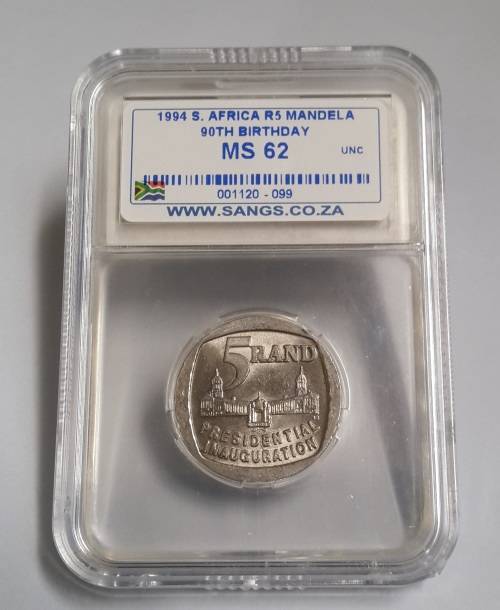 1994 S. AFRICA R5 MANDELA
90TH BIRTHDAY
MS 62 UNC
001120 - 099
WWW.SANGS.CO.ZA
5 RAND
PRESIDENTIAL
INAUGURATION